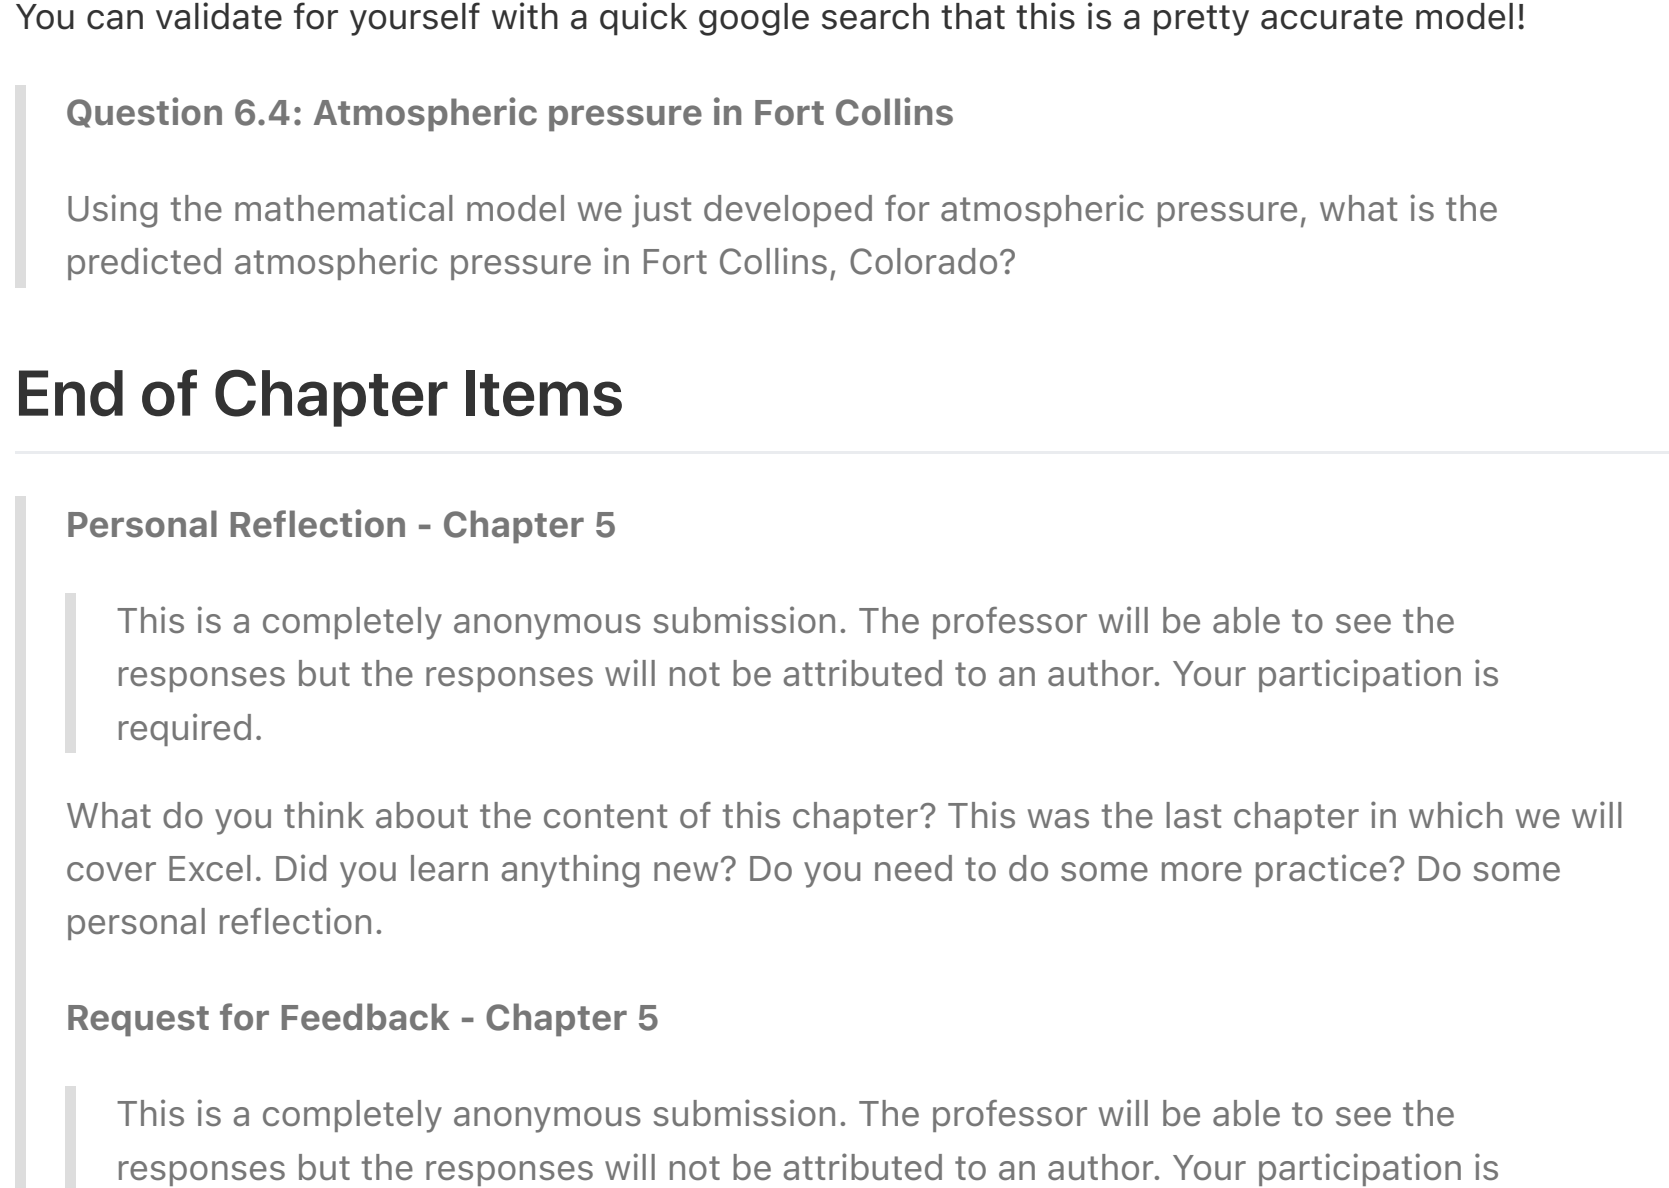 You can validate for yourself with a quick google search that this is a pretty accurate model!
Question 6.4: Atmospheric pressure in Fort Collins
Using the mathematical model we just developed for atmospheric pressure, what is the
predicted atmospheric pressure in Fort Collins, Colorado?
End of Chapter Items
Personal Reflection - Chapter 5
This is a completely anonymous submission. The professor will be able to see the
responses but the responses will not be attributed to an author. Your participation is
required.
What do you think about the content of this chapter? This was the last chapter in which we will
cover Excel. Did you learn anything new? Do you need to do some more practice? Do some
personal reflection.
Request for Feedback - Chapter 5
This is a completely anonymous submission. The professor will be able to see the
responses but the responses will not be attributed to an author. Your participation is